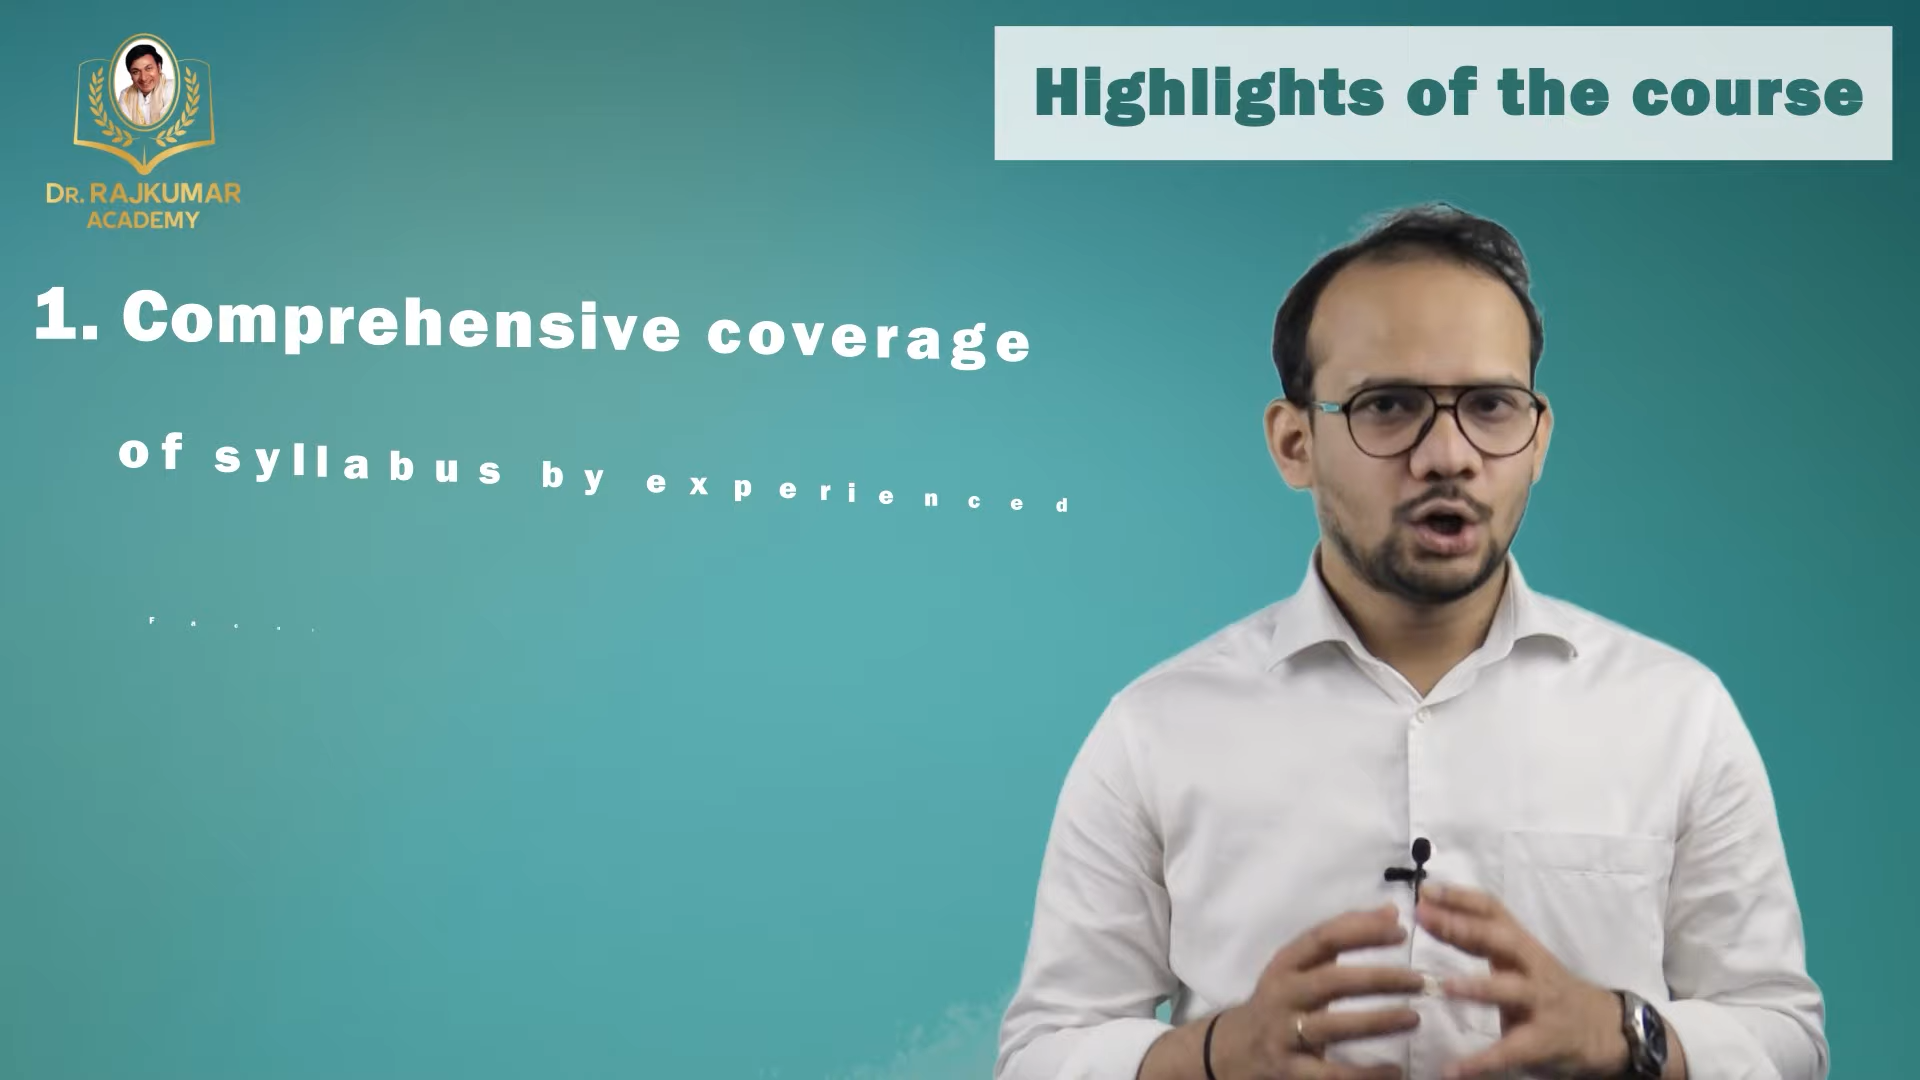 DR. RAJKUMAR
ACADEMY
Highlights of the course
1. Comprehensive coverage
of syllabus by experienced